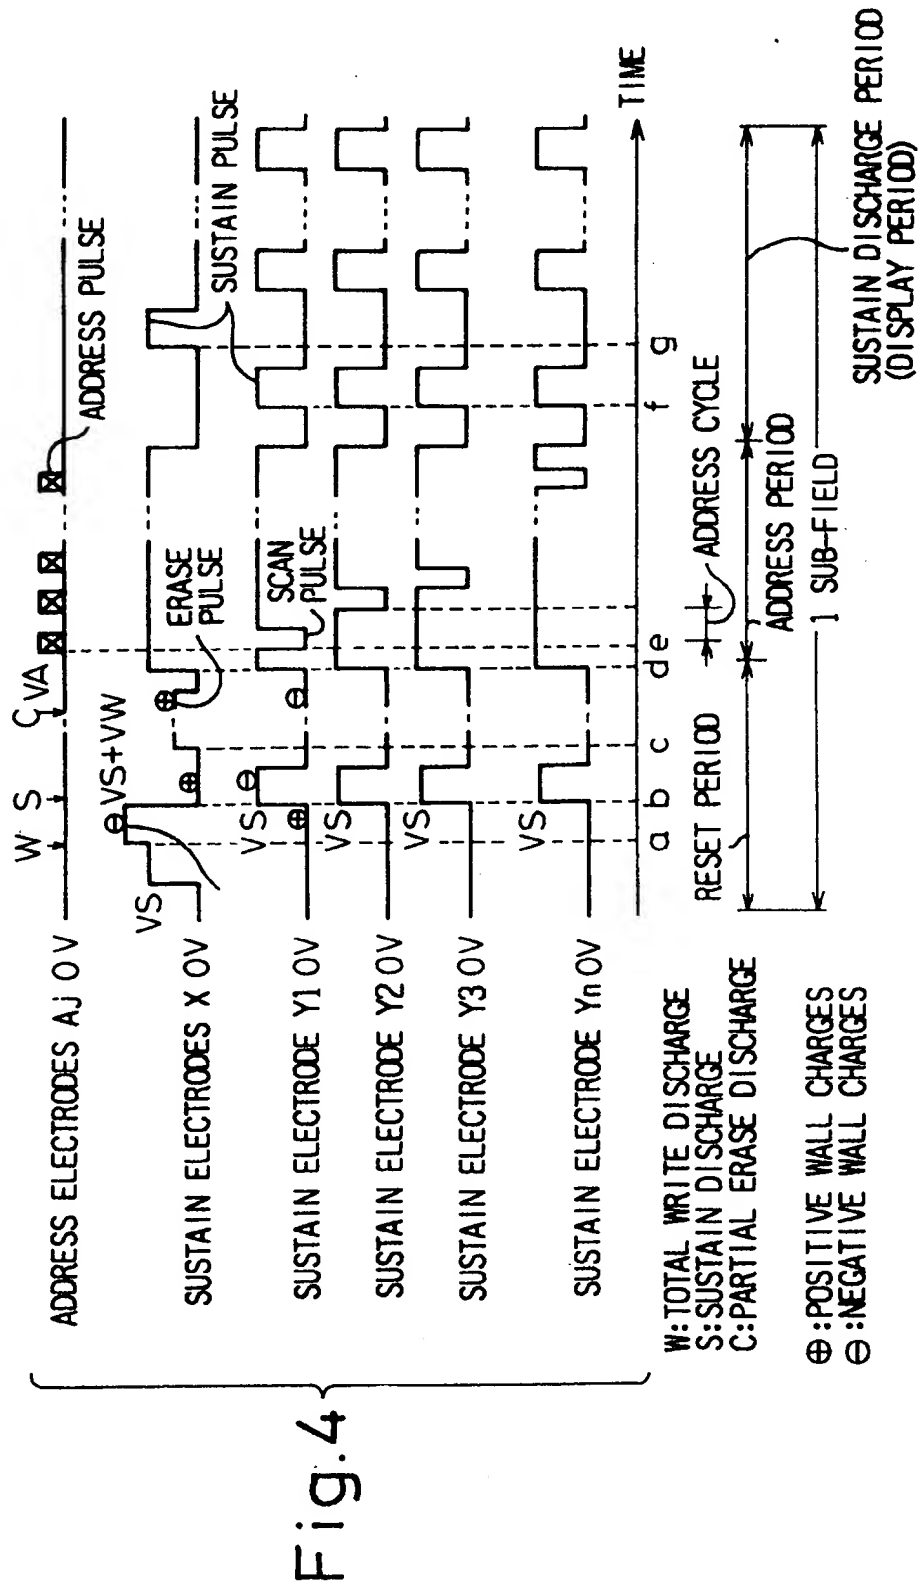 Fig.4
W S C VA
ADDRESS ELECTRODES Aj 0V
ADDRESS PULSE
VS
VS+VW
ERASE
PULSE
SUSTAIN PULSE
SUSTAIN ELECTRODES X 0V
VS
SCAN
PULSE
SUSTAIN ELECTRODE Y1 0V
VS
SUSTAIN ELECTRODE Y2 0V
VS
SUSTAIN ELECTRODE Y3 0V
VS
SUSTAIN ELECTRODE Yn 0V
TIME
a b c d e f g
RESET PERIOD
ADDRESS CYCLE
ADDRESS PERIOD
1 SUB-FIELD
SUSTAIN DISCHARGE PERIOD
(DISPLAY PERIOD)
W:TOTAL WRITE DISCHARGE
S:SUSTAIN DISCHARGE
C:PARTIAL ERASE DISCHARGE
⊕:POSITIVE WALL CHARGES
⊖:NEGATIVE WALL CHARGES